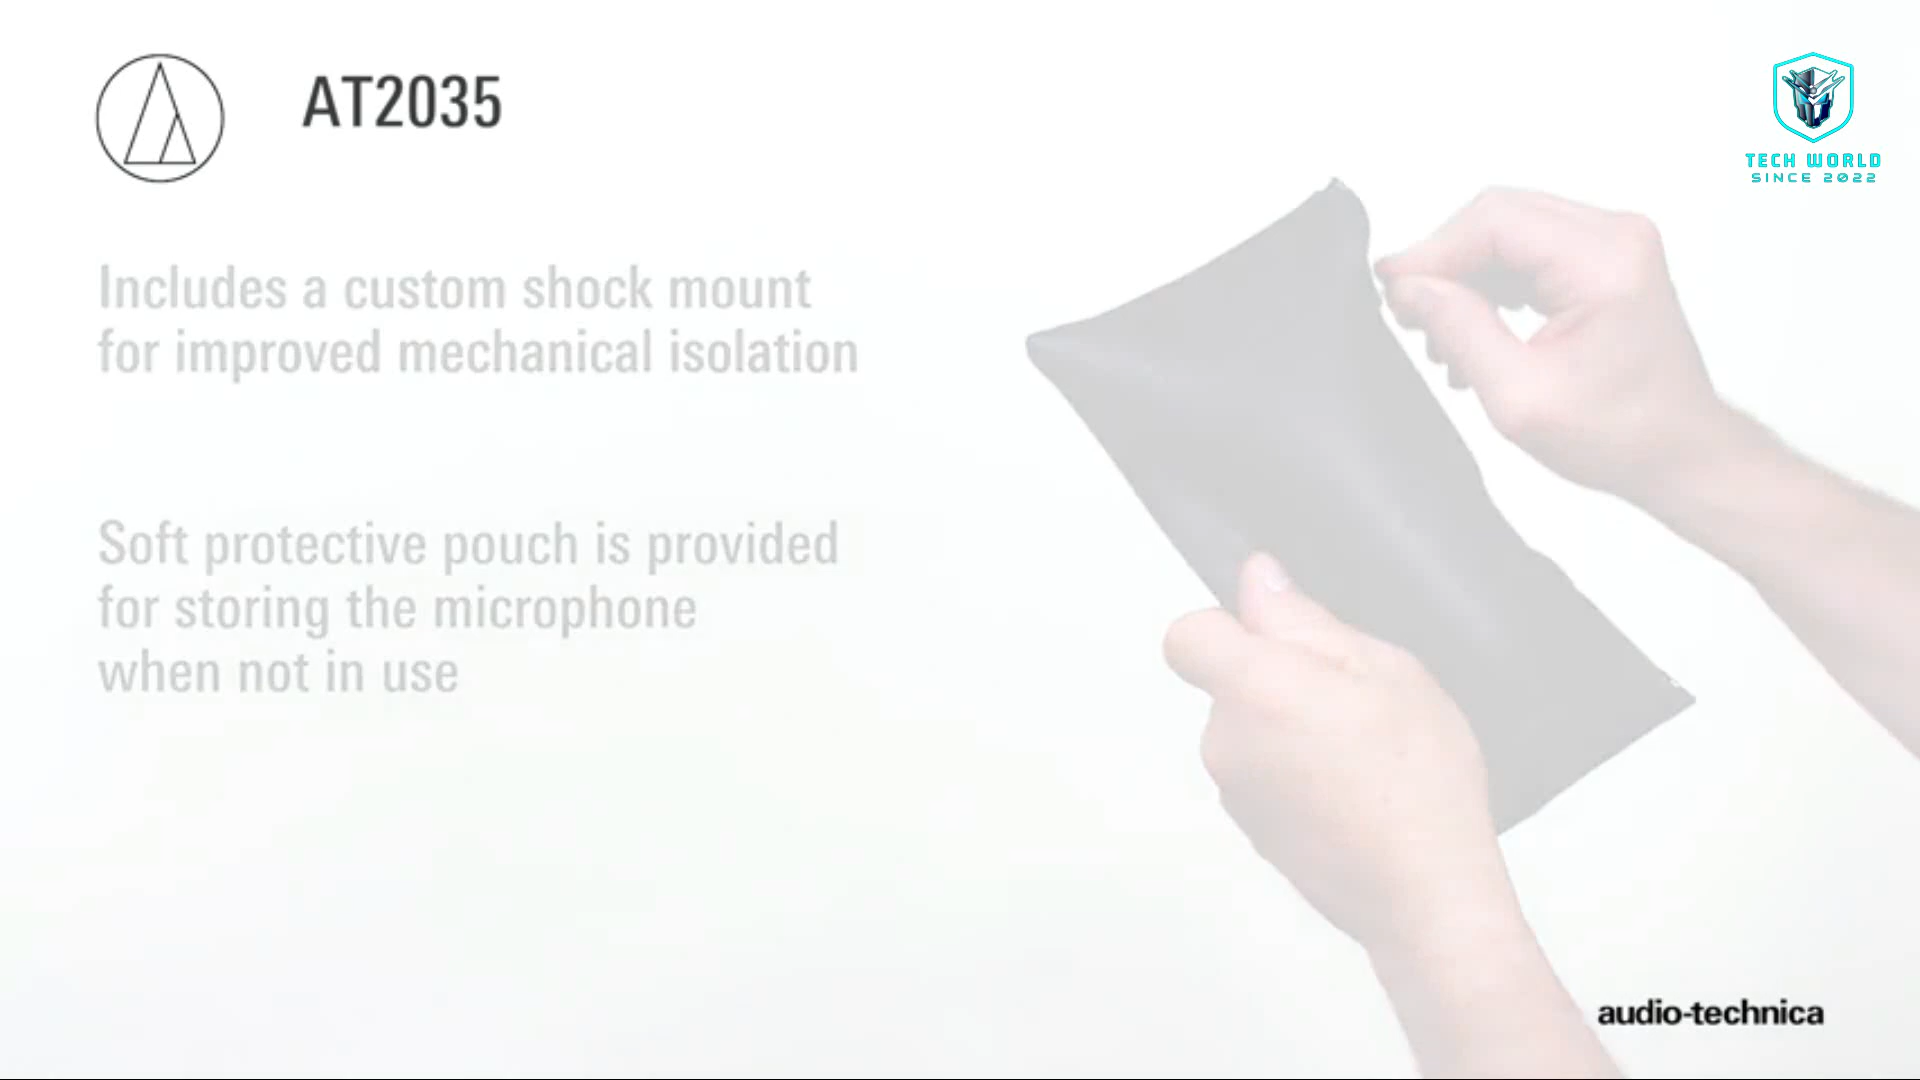 AT2035
TECH WORLD
SINCE 2022
Includes a custom shock mount
for improved mechanical isolation
Soft protective pouch is provided
for storing the microphone
when not in use
audio-technica